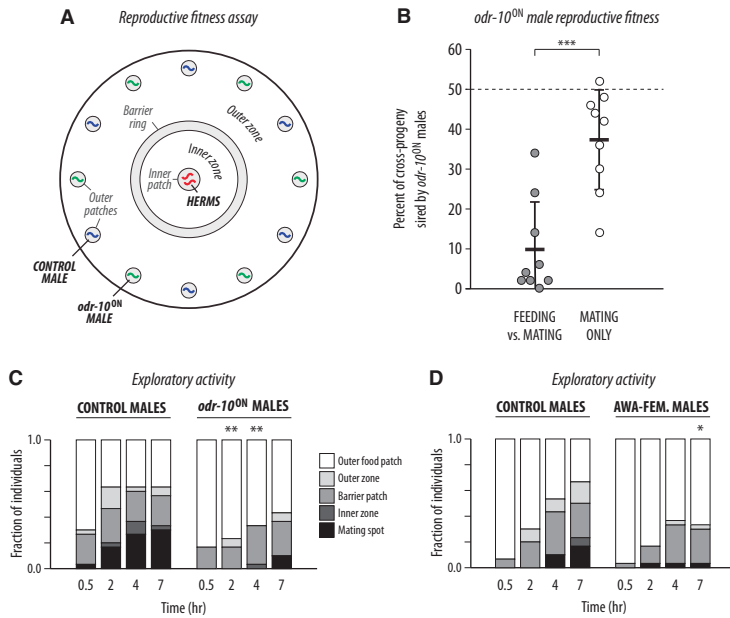 A
Reproductive fitness assay
Barrier
ring
Outer zone
Inner zone
Inner
patch
HERMS
Outer
patches
CONTROL
MALE
odr-10ON
MALE
B
odr-10ON male reproductive fitness
***
Percent of cross-progeny
sired by odr-10ON males
60
50
40
30
20
10
0
FEEDING
vs. MATING
MATING
ONLY
C
Exploratory activity
CONTROL MALES
odr-10ON MALES
** **
Fraction of individuals
1.0
0.0
0.5 2 4 7
0.5 2 4 7
Time (hr)
Outer food patch
Outer zone
Barrier patch
Inner zone
Mating spot
D
Exploratory activity
CONTROL MALES
AWA-FEM. MALES
*
Fraction of individuals
1.0
0.0
0.5 2 4 7
0.5 2 4 7
Time (hr)